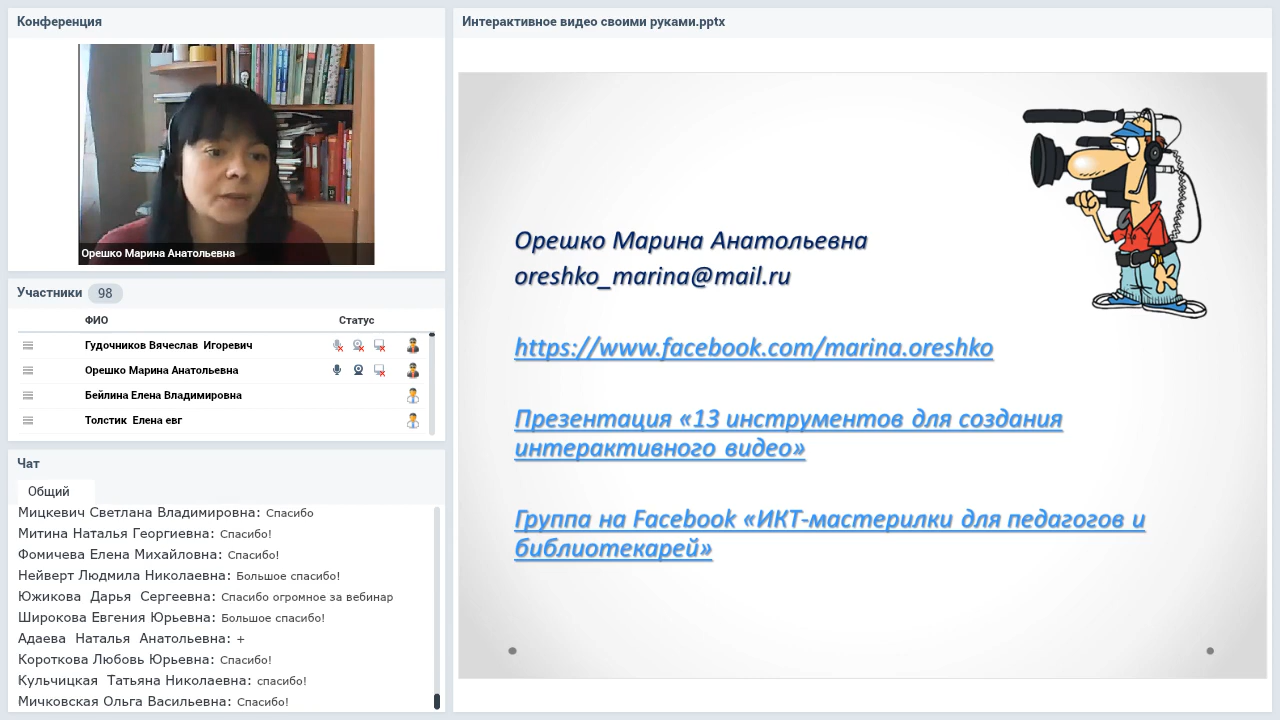 Конференция
Орешко Марина Анатольевна
Участники 98
ФИО Статус
Гудочников Вячеслав Игоревич
Орешко Марина Анатольевна
Бейлина Елена Владимировна
Толстик Елена евг
Чат
Общий
Мицкевич Светлана Владимировна: Спасибо
Митина Наталья Георгиевна: Спасибо!
Фомичева Елена Михайловна: Спасибо!
Нейверт Людмила Николаевна: Большое спасибо!
Южикова Дарья Сергеевна: Спасибо огромное за вебинар
Широкова Евгения Юрьевна: Большое спасибо!
Адаева Наталья Анатольевна: +
Короткова Любовь Юрьевна: Спасибо!
Кульчицкая Татьяна Николаевна: спасибо!
Мичковская Ольга Васильевна: Спасибо!
Интерактивное видео своими руками.pptx
Орешко Марина Анатольевна
oreshko_marina@mail.ru
https://www.facebook.com/marina.oreshko
Презентация «13 инструментов для создания
интерактивного видео»
Группа на Facebook «ИКТ-мастерилки для педагогов и
библиотекарей»